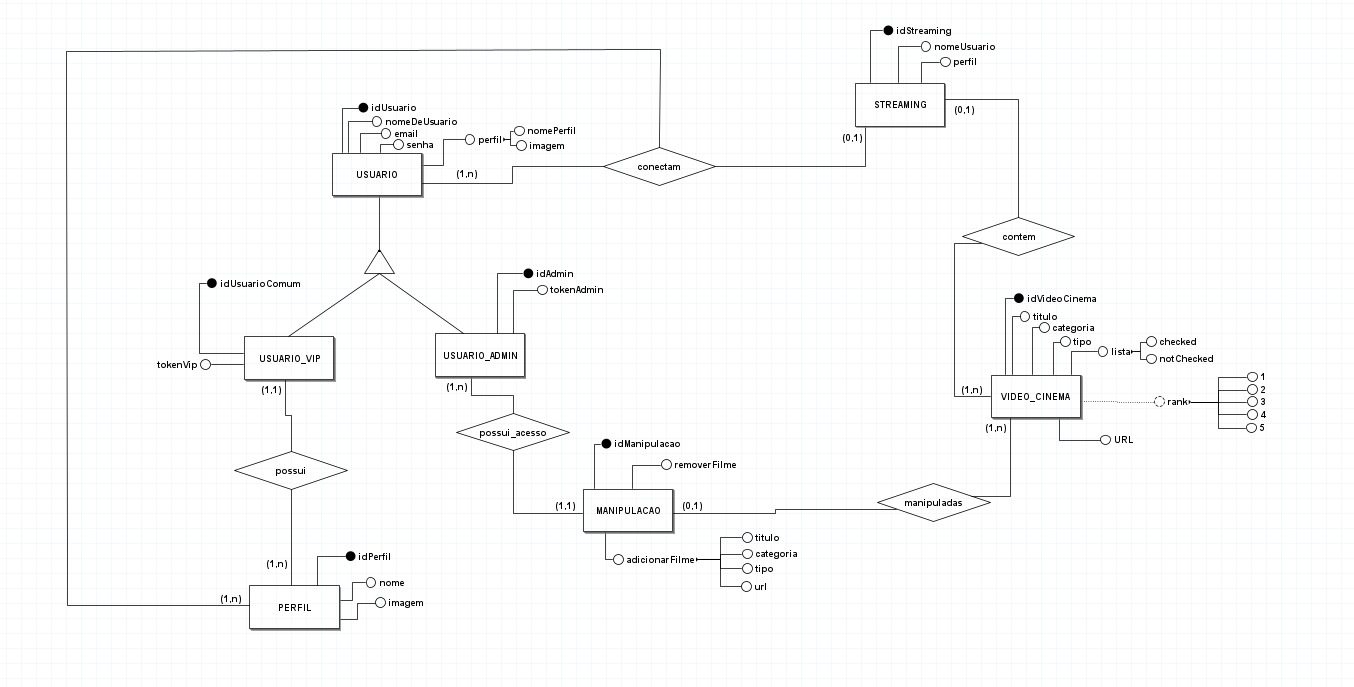 idStreaming
nomeUsuario
perfil
STREAMING
(0,1)
(0,1)
idUsuario
nomeDeUsuario
email
senha
perfil
nomePerfil
imagem
USUARIO
(1,n)
conectam
contem
idUsuarioComum
tokenVip
USUARIO_VIP
(1,1)
idAdmin
tokenAdmin
USUARIO_ADMIN
(1,n)
idVideoCinema
titulo
categoria
tipo
lista
checked
notChecked
(1,n)
VIDEO_CINEMA
rank
1
2
3
4
5
(1,n)
URL
possui_acesso
possui
idManipulacao
removerFilme
(1,1)
MANIPULACAO
(0,1)
manipuladas
adicionarFilme
titulo
categoria
tipo
url
(1,n)
idPerfil
nome
imagem
(1,n)
PERFIL